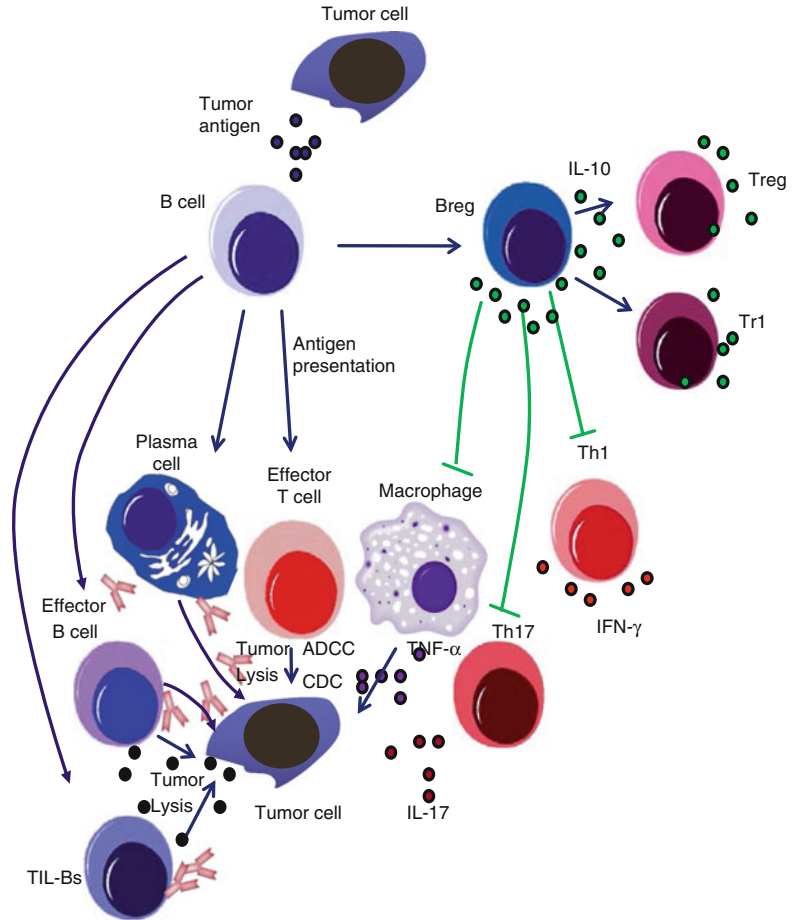 Tumor cell
Tumor
antigen
B cell
Breg
IL-10
Treg
Tr1
Antigen
presentation
Plasma
cell
Effector
T cell
Macrophage
Th1
Effector
B cell
Tumor
Lysis
ADCC
CDC
TNF-α
Th17
IFN-γ
Tumor
Lysis
Tumor cell
IL-17
TIL-Bs